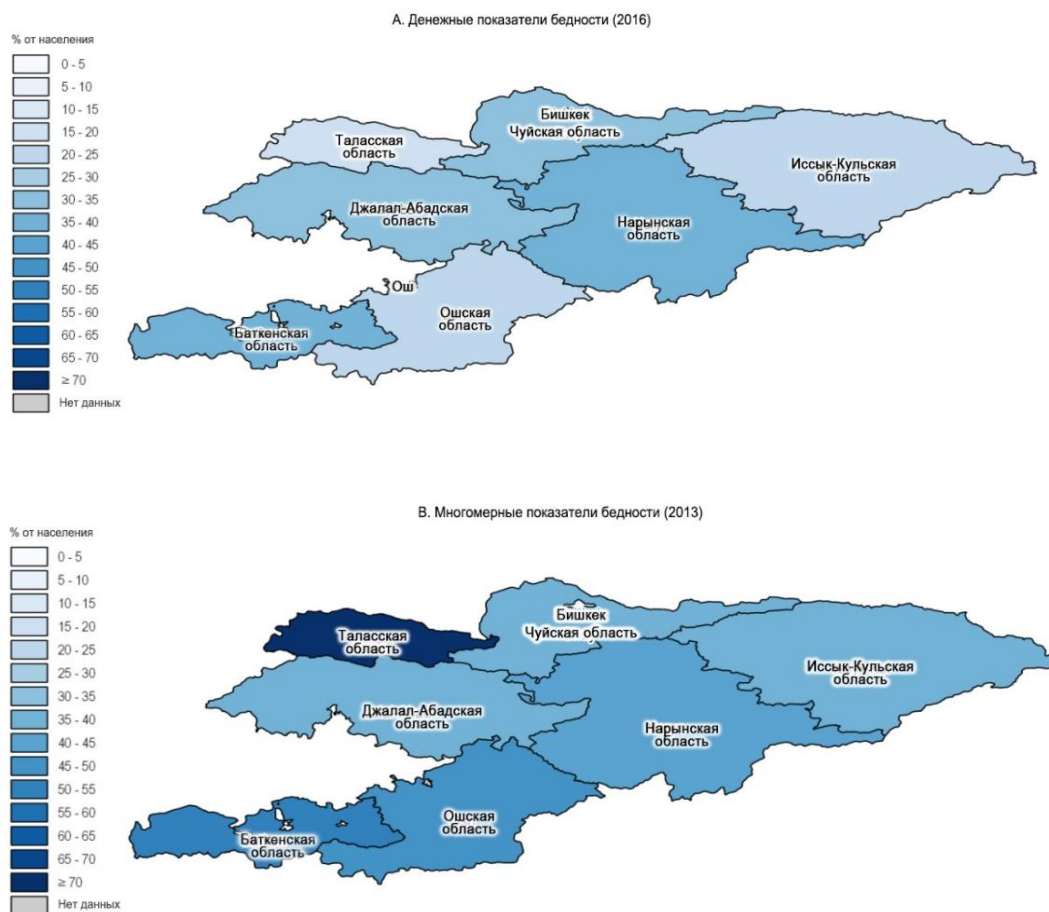 А. Денежные показатели бедности (2016)
% от населения
0 - 5
5 - 10
10 - 15
15 - 20
20 - 25
25 - 30
30 - 35
35 - 40
40 - 45
45 - 50
50 - 55
55 - 60
60 - 65
65 - 70
≥ 70
Нет данных
Бишкек
Чуйская область
Таласская
область
Иссык-Кульская
область
Джалал-Абадская
область
Нарынская
область
Ош
Ошская
область
Баткенская
область
В. Многомерные показатели бедности (2013)
% от населения
0 - 5
5 - 10
10 - 15
15 - 20
20 - 25
25 - 30
30 - 35
35 - 40
40 - 45
45 - 50
50 - 55
55 - 60
60 - 65
65 - 70
≥ 70
Нет данных
Бишкек
Чуйская область
Таласская
область
Иссык-Кульская
область
Джалал-Абадская
область
Нарынская
область
Ошская
область
Баткенская
область